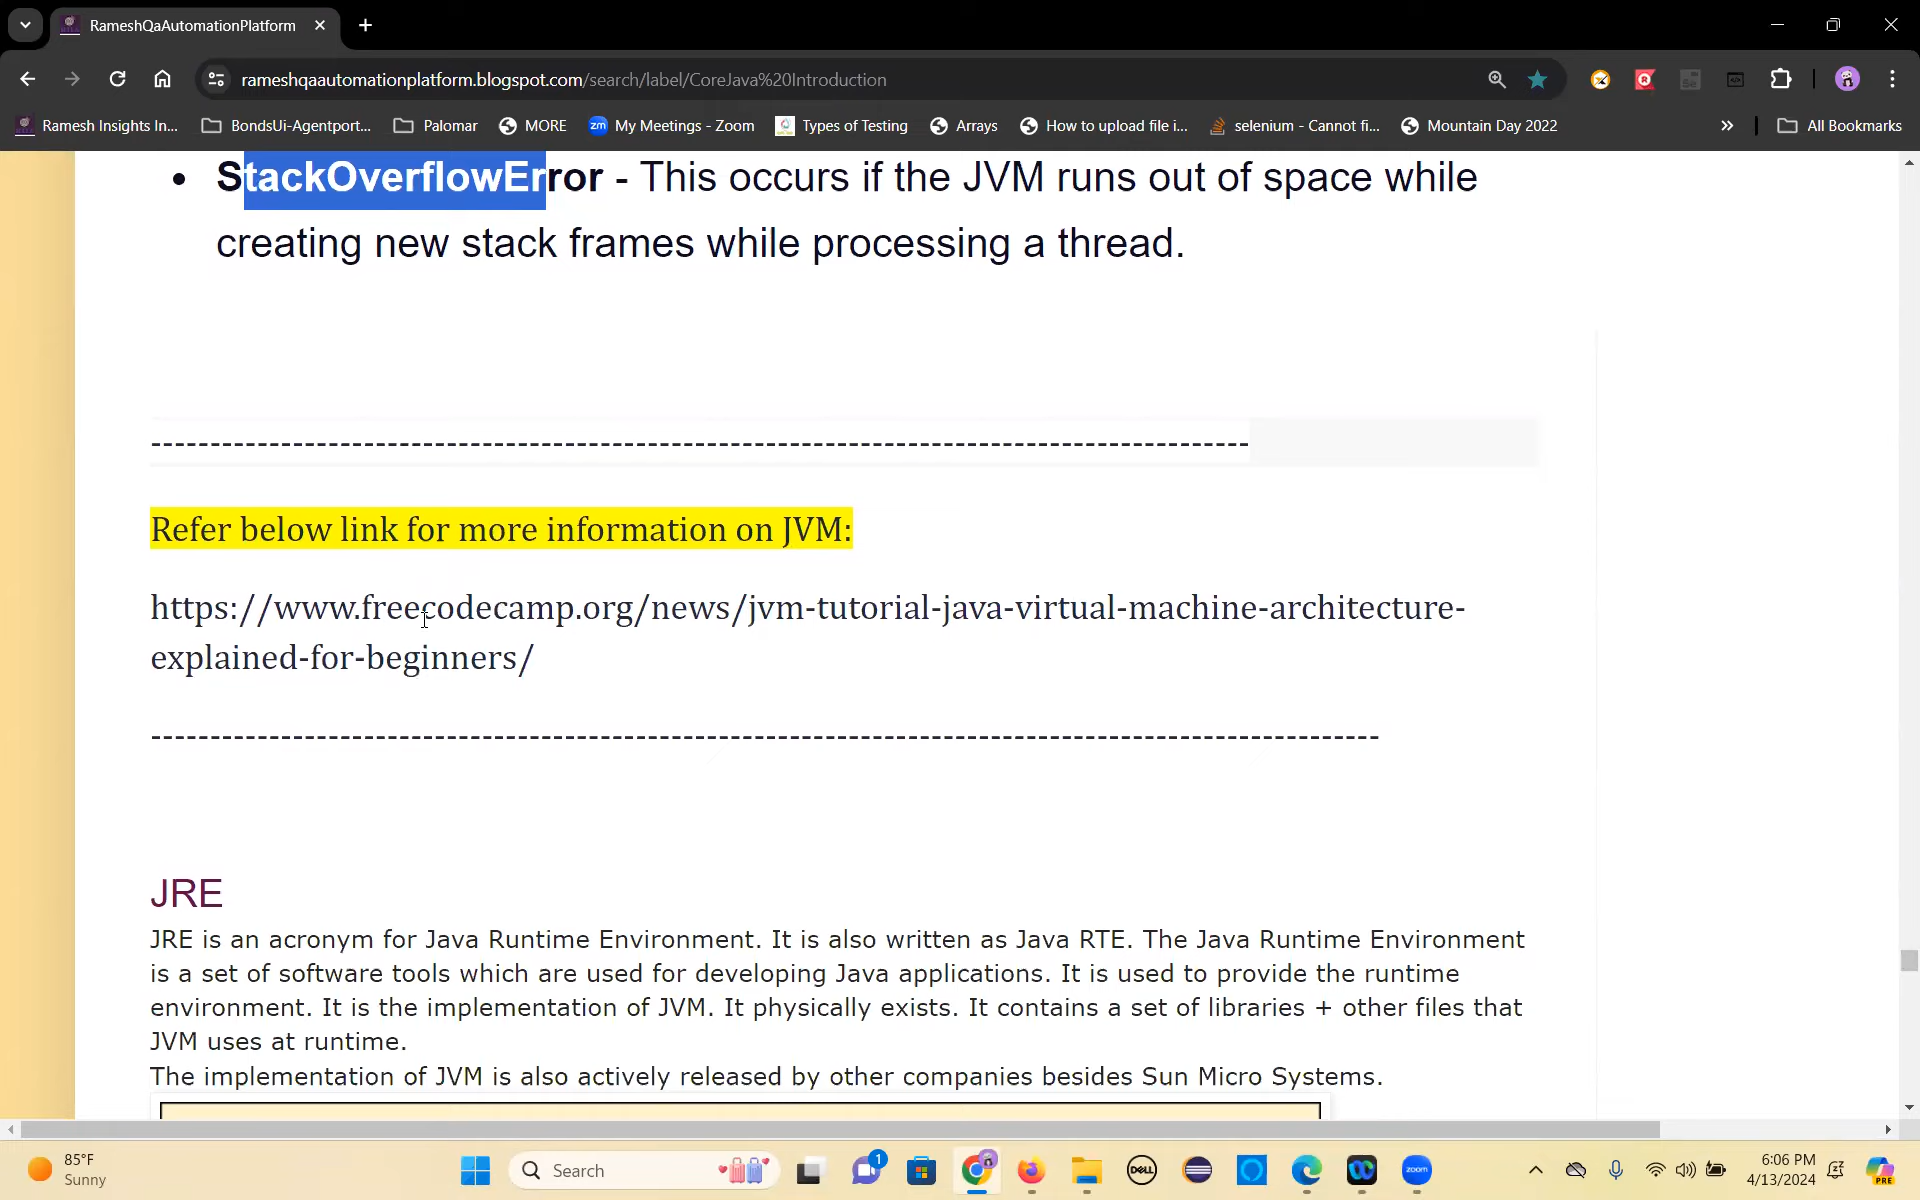 RameshQaAutomationPlatform
rameshqaautomationplatform.blogspot.com/search/label/CoreJava%20Introduction
Ramesh Insights In... BondsUi-Agentport... Palomar MORE zm My Meetings - Zoom Types of Testing Arrays How to upload file i... selenium - Cannot fi... Mountain Day 2022 All Bookmarks
StackOverflowError - This occurs if the JVM runs out of space while
creating new stack frames while processing a thread.
Refer below link for more information on JVM:
https://www.freecodecamp.org/news/jvm-tutorial-java-virtual-machine-architecture-
explained-for-beginners/
JRE
JRE is an acronym for Java Runtime Environment. It is also written as Java RTE. The Java Runtime Environment
is a set of software tools which are used for developing Java applications. It is used to provide the runtime
environment. It is the implementation of JVM. It physically exists. It contains a set of libraries + other files that
JVM uses at runtime.
The implementation of JVM is also actively released by other companies besides Sun Micro Systems.
85°F
Sunny
Search
1
DELL
zoom
6:06 PM
4/13/2024
PRE